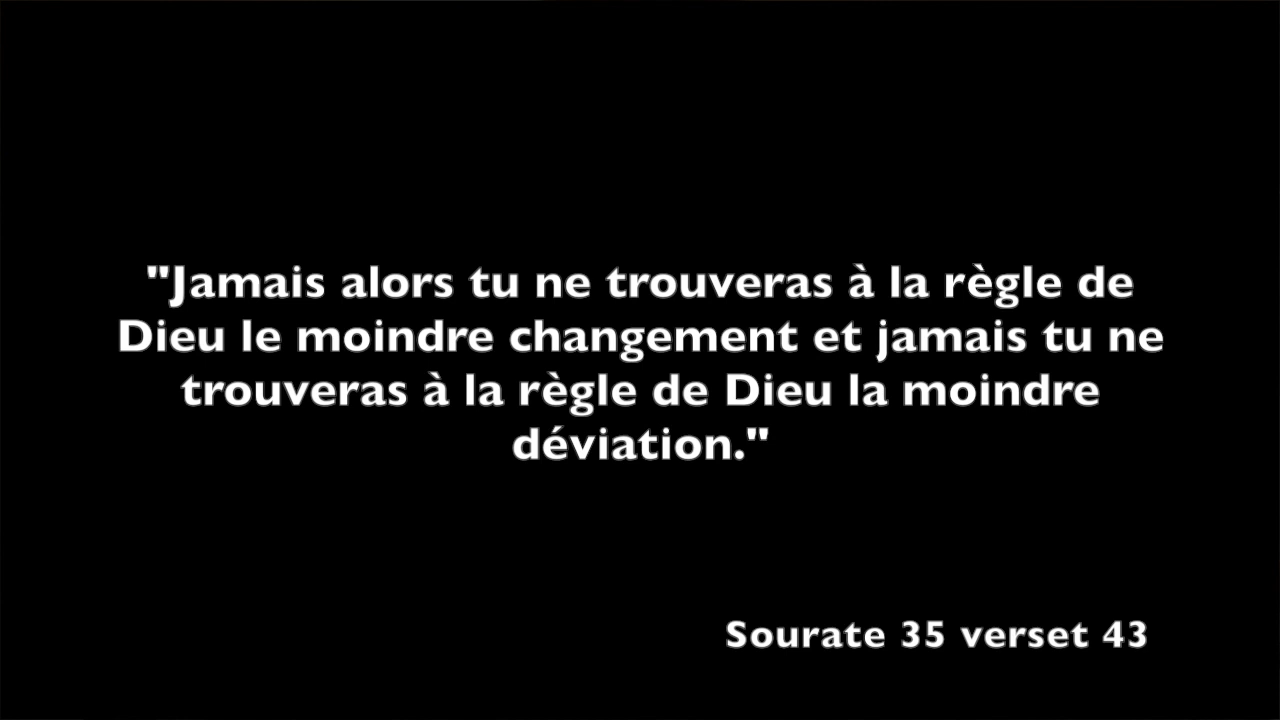 "Jamais alors tu ne trouveras à la règle de
Dieu le moindre changement et jamais tu ne
trouveras à la règle de Dieu la moindre
déviation."
Sourate 35 verset 43